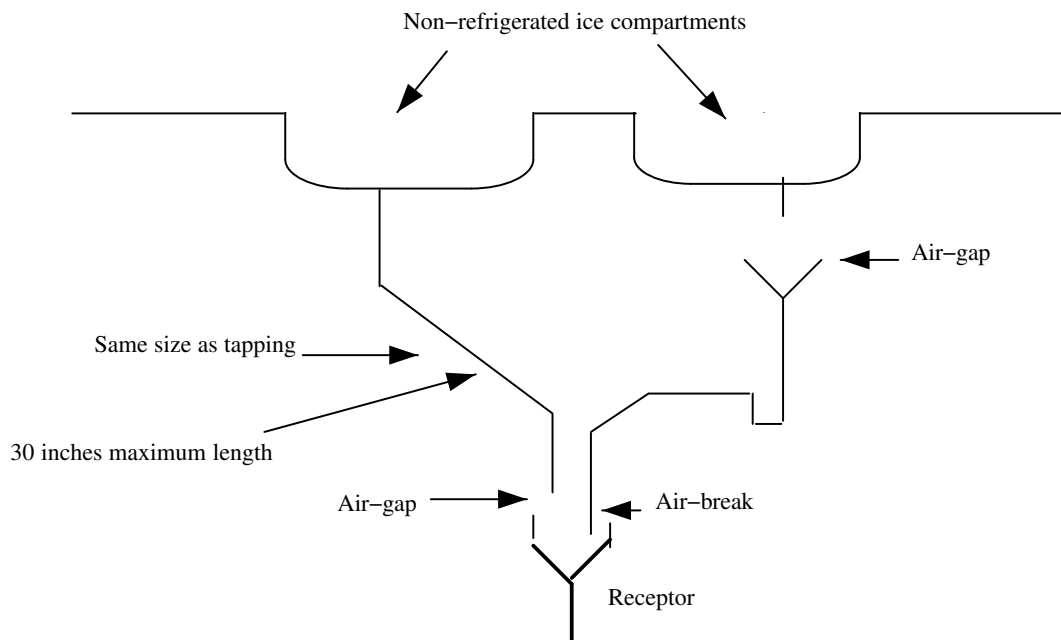 Non−refrigerated ice compartments
Air−gap
Same size as tapping
30 inches maximum length
Air-gap
Air−break
Receptor